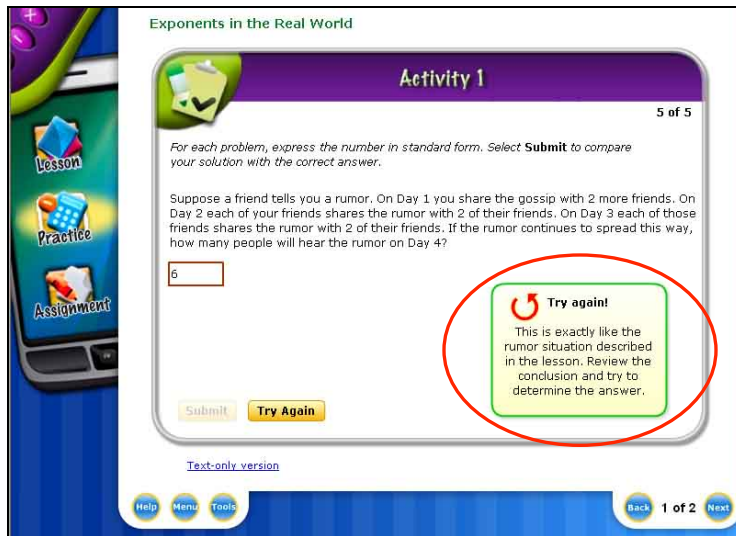 Exponents in the Real World
Activity 1
5 of 5
For each problem, express the number in standard form. Select Submit to compare
your solution with the correct answer.
Suppose a friend tells you a rumor. On Day 1 you share the gossip with 2 more friends. On
Day 2 each of your friends shares the rumor with 2 of their friends. On Day 3 each of those
friends shares the rumor with 2 of their friends. If the rumor continues to spread this way,
how many people will hear the rumor on Day 4?
6
Try again!
This is exactly like the
rumor situation described
in the lesson. Review the
conclusion and try to
determine the answer.
Submit
Try Again
Text-only version
Lesson
Practice
Assignment
Help
Menu
Tools
Back
1 of 2
Next